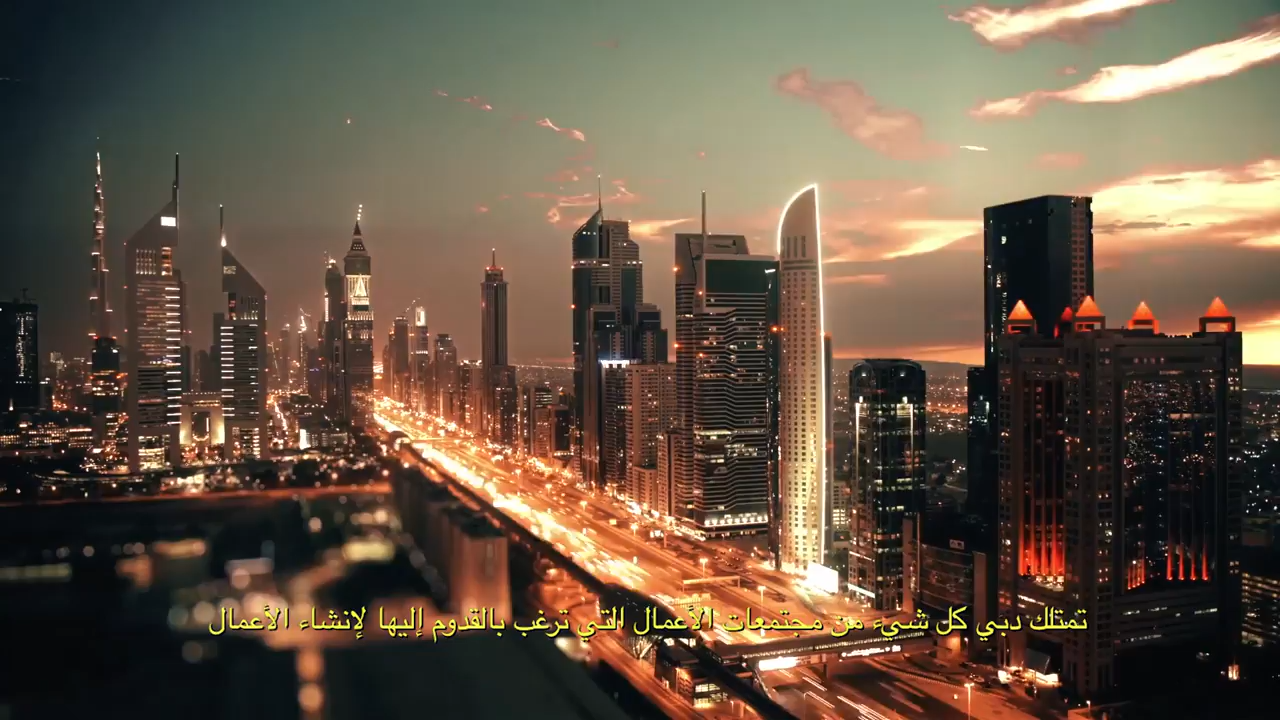 تمتلك دبي كل شيء من مجتمعات الأعمال التي ترغب بالقدوم إليها لإنشاء الأعمال